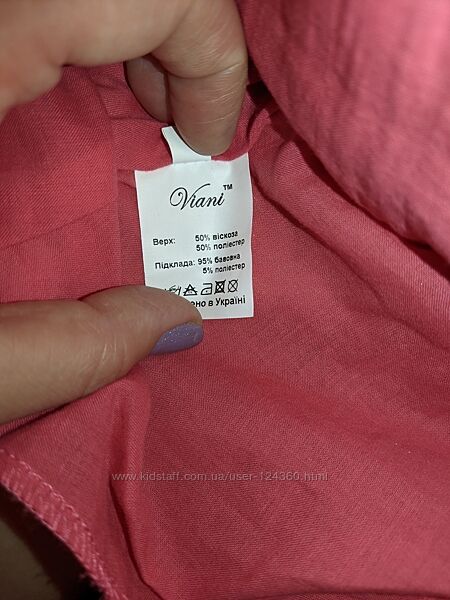 Viani™
Верх: 50% віскоза
50% поліестер
Підклада: 95% бавовна
5% поліестер
в Україні
www.kidstaff.com.ua/user-124360.html